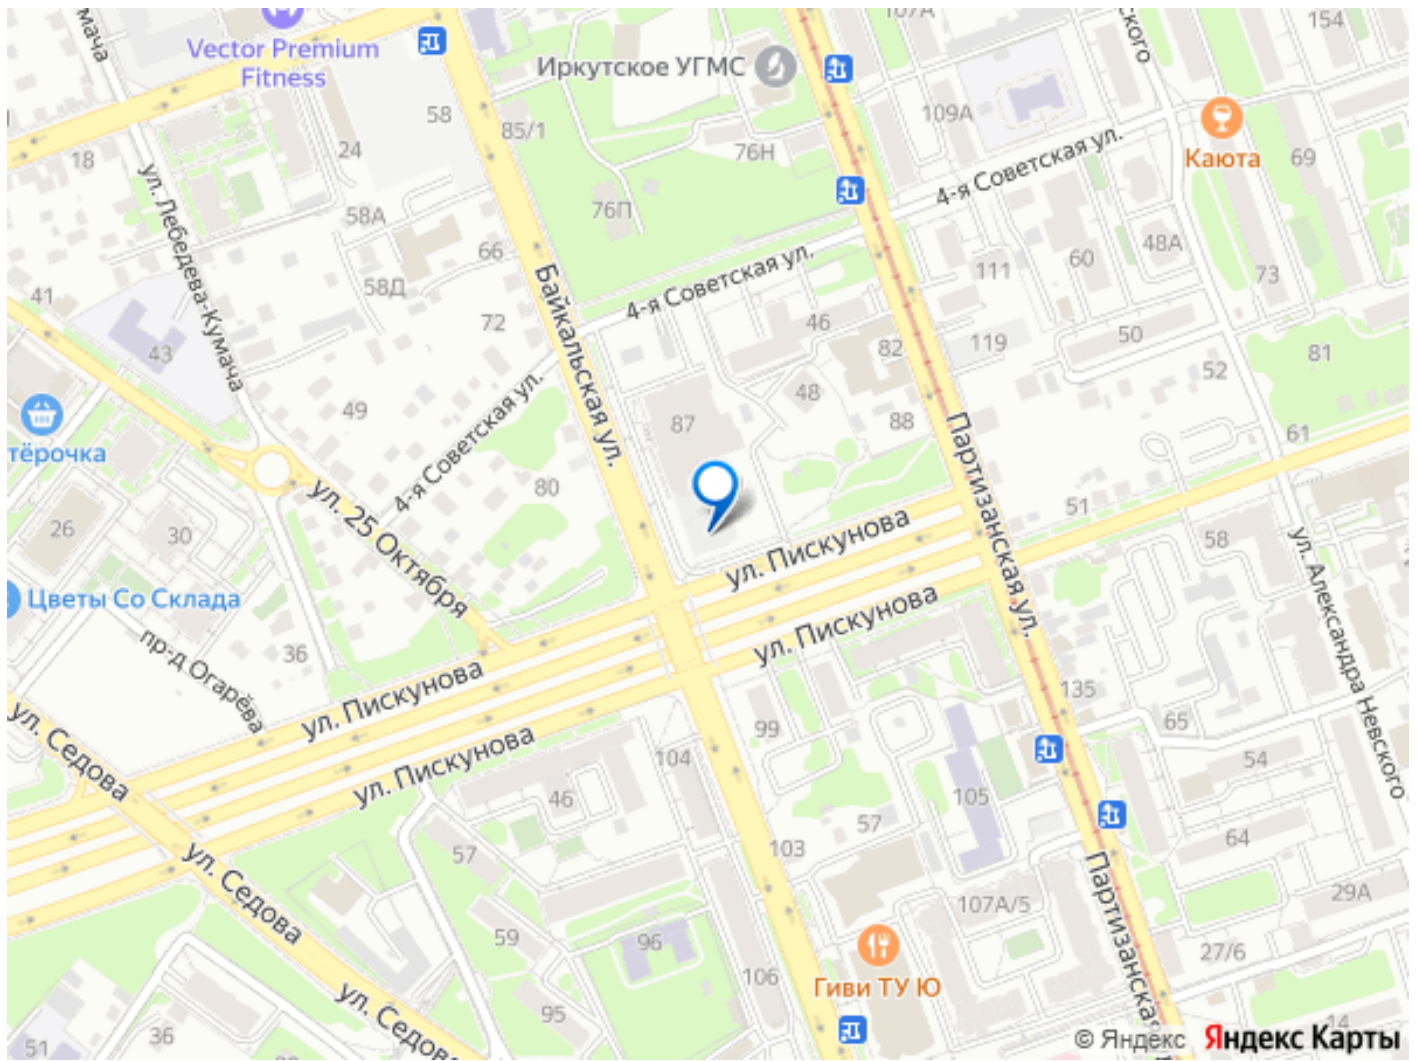 мача
Vector Premium
Fitness
Иркутское УГМС
107А
ского
154
58
85/1
109А
76Н
18
24
Каюта
69
4-я Советская ул.
ул. Лебедева-Кумача
58А
76П
66
48А
60
111
73
58Д
4-я Советская ул.
41
72
46
50
119
82
81
43
52
Байкальская ул.
49
48
87
88
61
тёрочка
4-я Советская ул.
80
51
Партизанская ул.
26
30
ул. 25 Октября
ул. Пискунова
58
Цветы Со Склада
ул. Пискунова
ул. Александра Невского
пр-д Огарёва
36
ул. Пискунова
135
65
99
ул. Седова
ул. Пискунова
104
54
46
105
57
57
64
103
ул. Седова
Партизанская
29А
107А/5
59
96
27/6
106
Гиви ТУ Ю
ул. Седова
95
36
51
14
© Яндекс Яндекс Карты